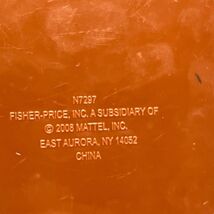 N7297
FISHER-PRICE, INC. A SUBSIDIARY OF
© 2008 MATTEL, INC.
EAST AURORA, NY 14052
CHINA